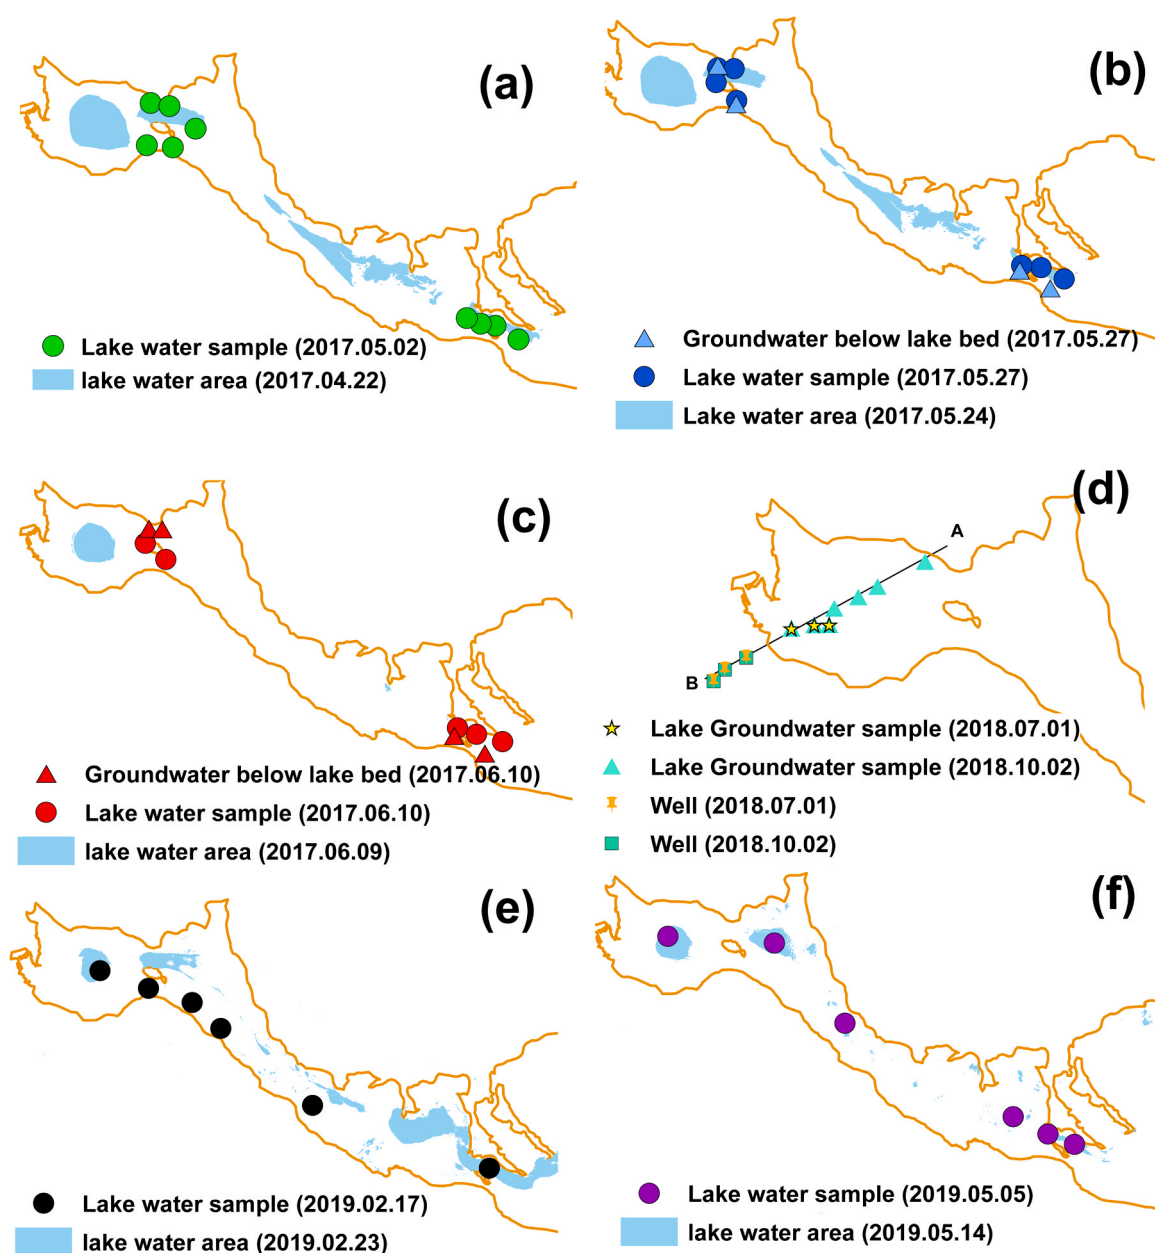 (a)
Lake water sample (2017.05.02)
lake water area (2017.04.22)
(b)
Groundwater below lake bed (2017.05.27)
Lake water sample (2017.05.27)
Lake water area (2017.05.24)
(c)
Groundwater below lake bed (2017.06.10)
Lake water sample (2017.06.10)
lake water area (2017.06.09)
(d)
A
B
Lake Groundwater sample (2018.07.01)
Lake Groundwater sample (2018.10.02)
Well (2018.07.01)
Well (2018.10.02)
(e)
Lake water sample (2019.02.17)
lake water area (2019.02.23)
(f)
Lake water sample (2019.05.05)
lake water area (2019.05.14)